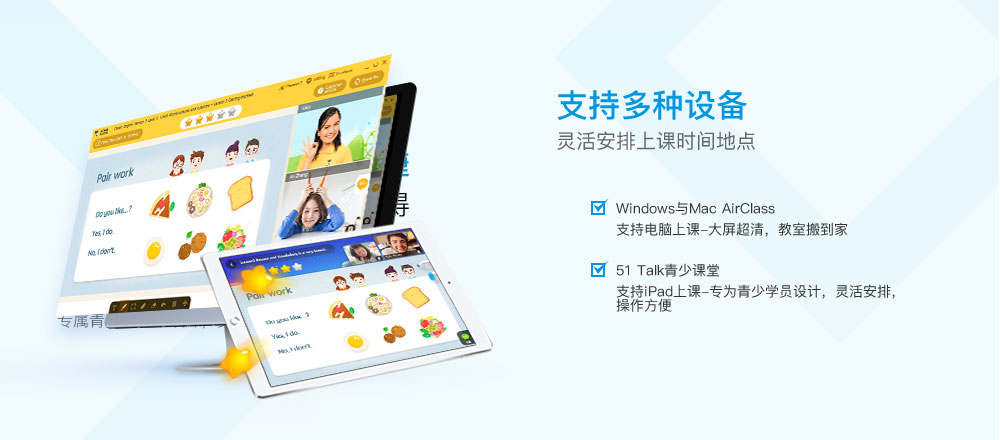 支持多种设备
灵活安排上课时间地点
Windows与Mac AirClass
支持电脑上课-大屏超清，教室搬到家
51 Talk青少课堂
支持iPad上课-专为青少学员设计，灵活安排，
操作方便
Pair work
Do you like...?
Yes, I do.
No, I don't.
Pair work
Do you like...?
Yes, I do.
No, I don't.
得
专属青